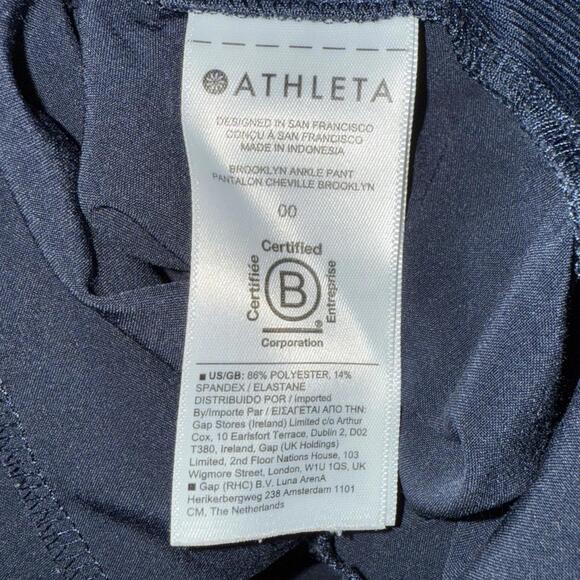 ATHLETA
DESIGNED IN SAN FRANCISCO
CONÇU À SAN FRANCISCO
MADE IN INDONESIA
BROOKLYN ANKLE PANT
PANTALON CHEVILLE BROOKLYN
00
Certified
Certifiée
B
Entreprise
®
Corporation
■ US/GB: 86% POLYESTER, 14%
SPANDEX / ELASTANE
DISTRIBUIDO POR / imported
By/Importe Par / ΕΙΣΑΓΕΤΑΙ ΑΠΟ ΤΗΝ:
Gap Stores (Ireland) Limited c/o Arthur
Cox, 10 Earlsfort Terrace, Dublin 2, D02
T380, Ireland, Gap (UK Holdings)
Limited, 2nd Floor Nations House, 103
Wigmore Street, London, W1U 1QS, UK
■ Gap (RHC) B.V. Luna ArenA
Herikerbergweg 238 Amsterdam 1101
CM, The Netherlands